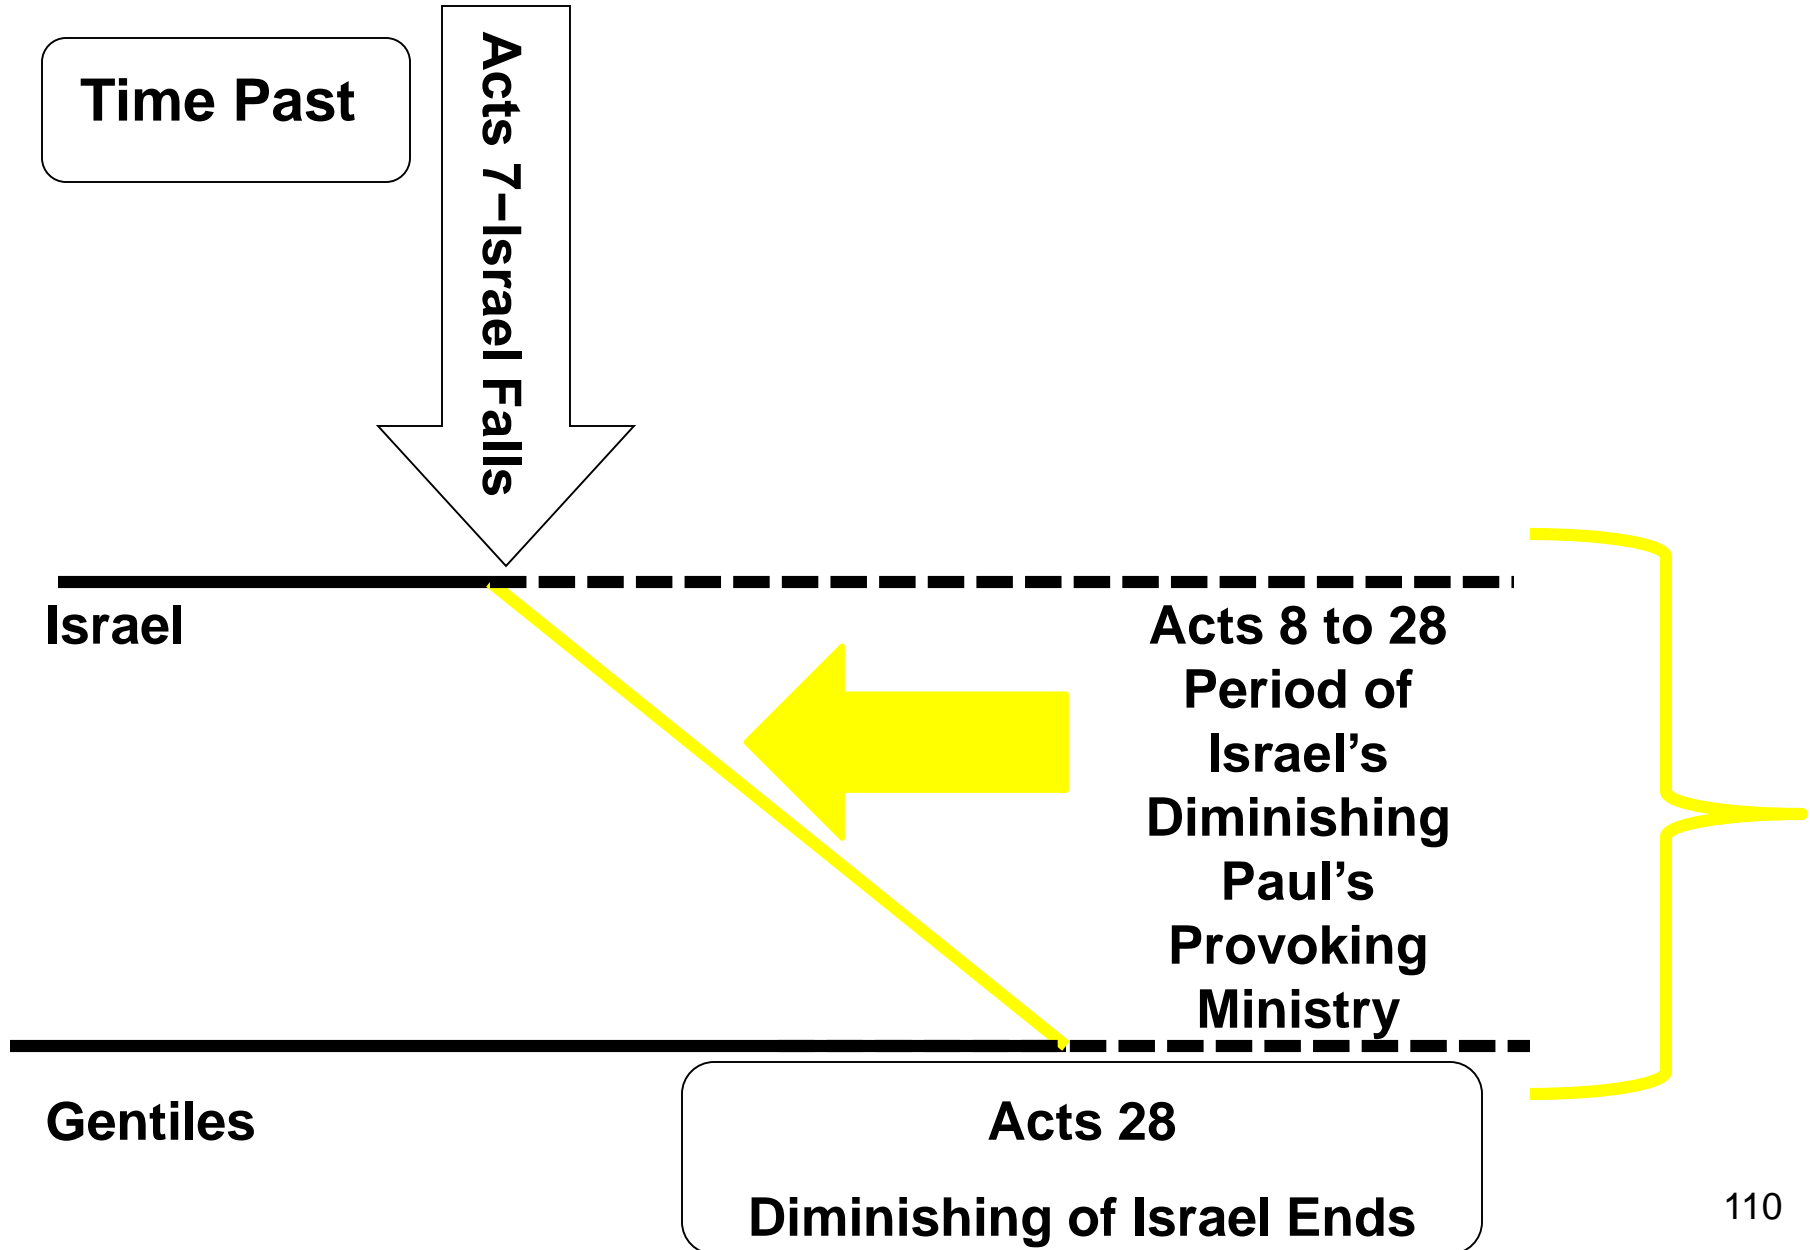 Time Past
Acts 7–Israel Falls
Israel
Acts 8 to 28
Period of
Israel’s
Diminishing
Paul’s
Provoking
Ministry
Gentiles
Acts 28
Diminishing of Israel Ends
110